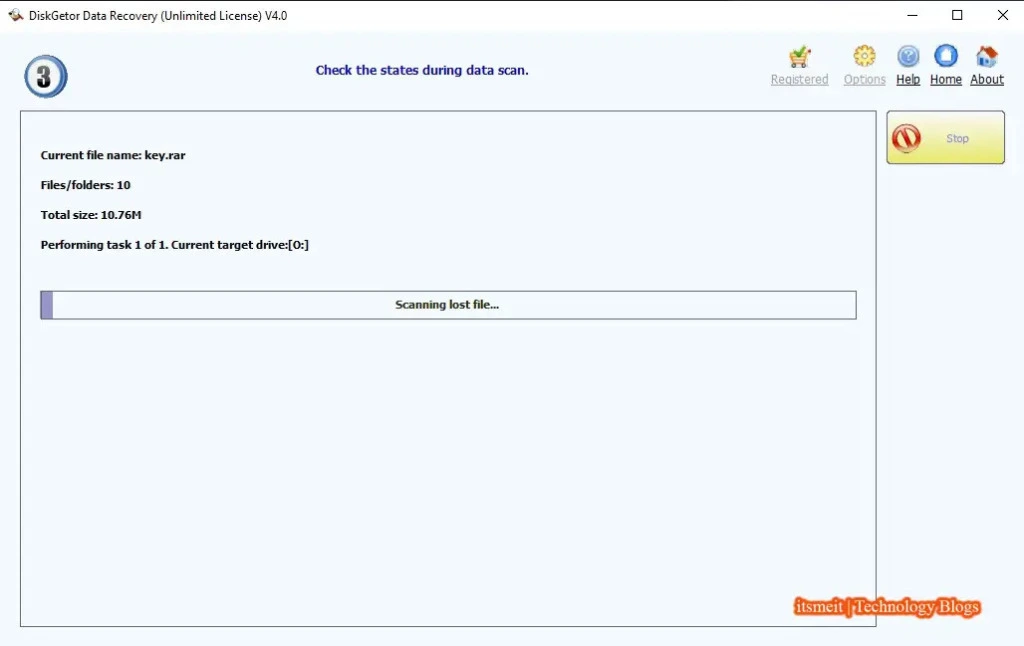 DiskGetor Data Recovery (Unlimited License) V4.0
3
Check the states during data scan.
Registered Options Help Home About
Stop
Current file name: key.rar
Files/folders: 10
Total size: 10.76M
Performing task 1 of 1. Current target drive:[O:]
Scanning lost file...
itsmeit | Technology Blogs